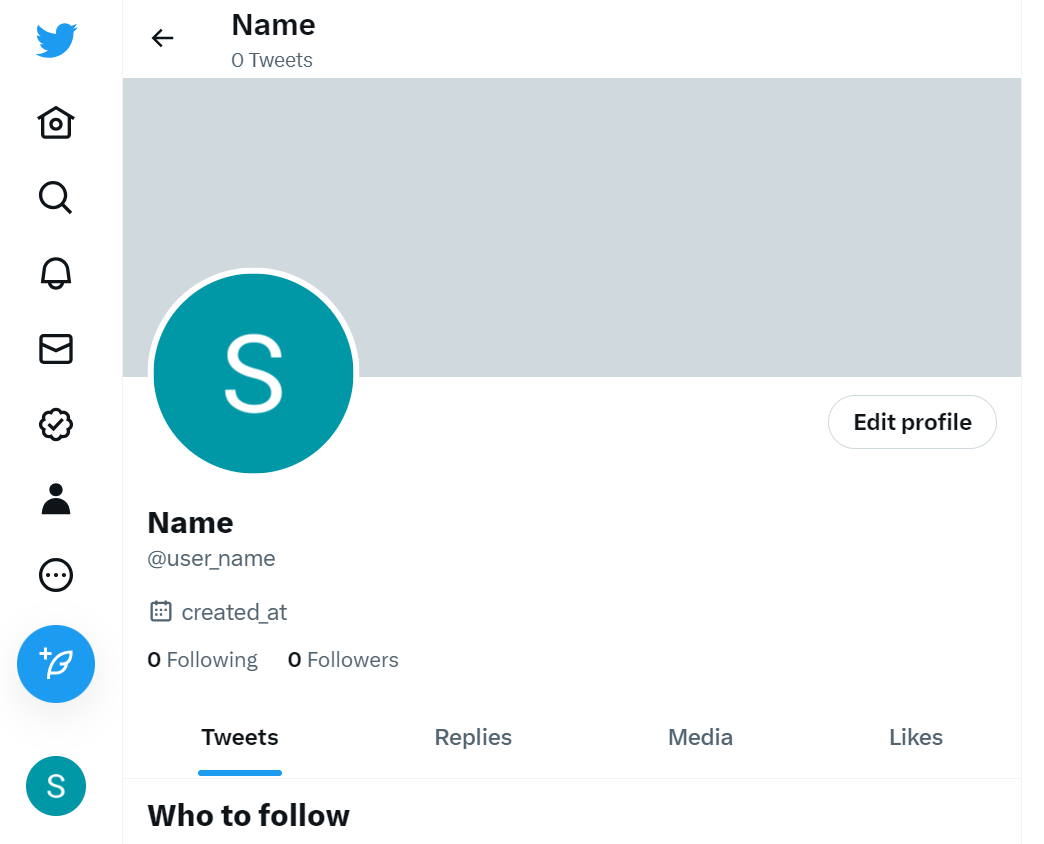 Name
0 Tweets
S
Edit profile
Name
@user_name
created_at
0 Following 0 Followers
Tweets Replies Media Likes
S
Who to follow